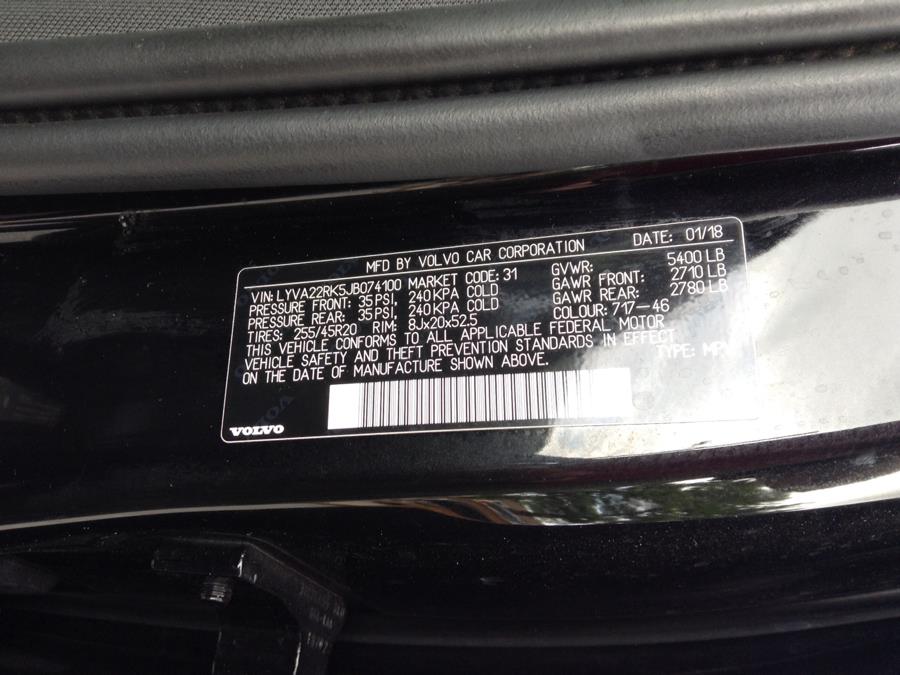 MFD BY VOLVO CAR CORPORATION DATE: 01/18
VIN: LYVA22RK5JB074100 MARKET CODE: 31 GVWR: 5400 LB
PRESSURE FRONT: 35 PSI, 240 KPA COLD GAWR FRONT: 2710 LB
PRESSURE REAR: 35 PSI, 240 KPA COLD GAWR REAR: 2780 LB
TIRES: 255/45R20 RIM: 8Jx20x52.5 COLOUR: 717-46
THIS VEHICLE CONFORMS TO ALL APPLICABLE FEDERAL MOTOR
VEHICLE SAFETY AND THEFT PREVENTION STANDARDS IN EFFECT
ON THE DATE OF MANUFACTURE SHOWN ABOVE. TYPE: MPV
VOLVO